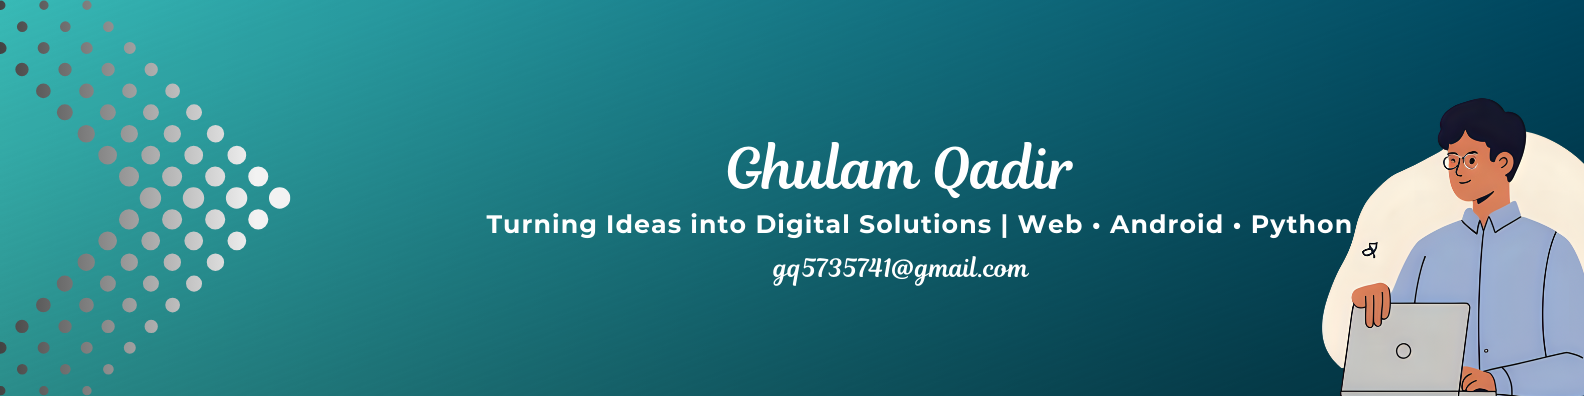 Ghulam Qadir
Turning Ideas into Digital Solutions | Web • Android • Python
gq5735741@gmail.com